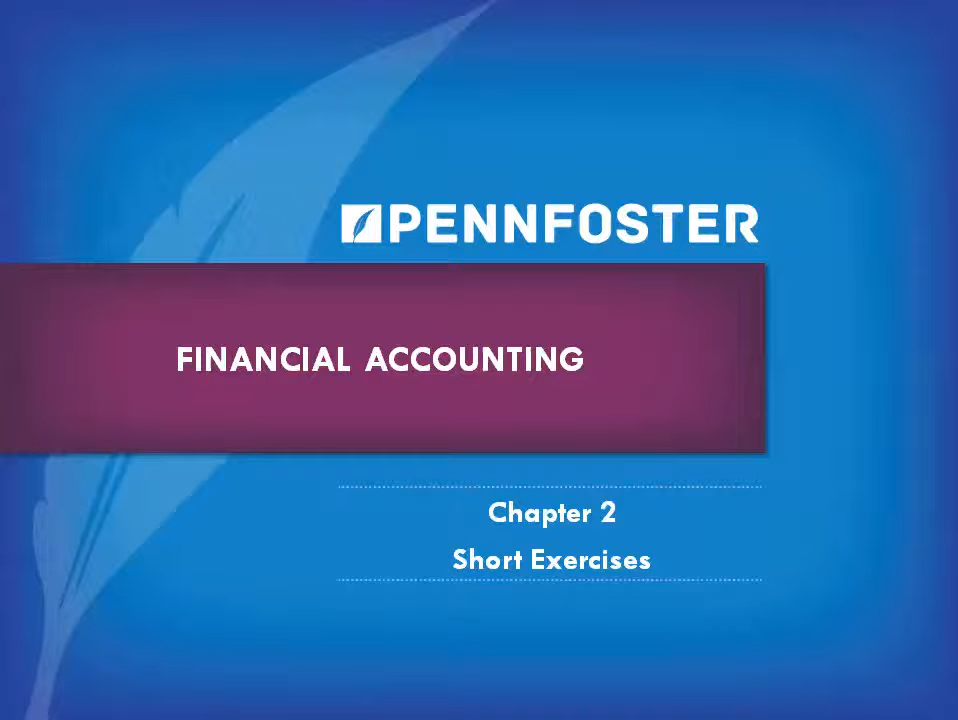 PENNFOSTER
FINANCIAL ACCOUNTING
Chapter 2
Short Exercises